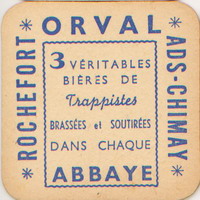 ORVAL
ROCHEFORT
ADS-CHIMAY
3 VÉRITABLES
BIÈRES DE
Trappistes
BRASSÉES et SOUTIRÉES
DANS CHAQUE
ABBAYE